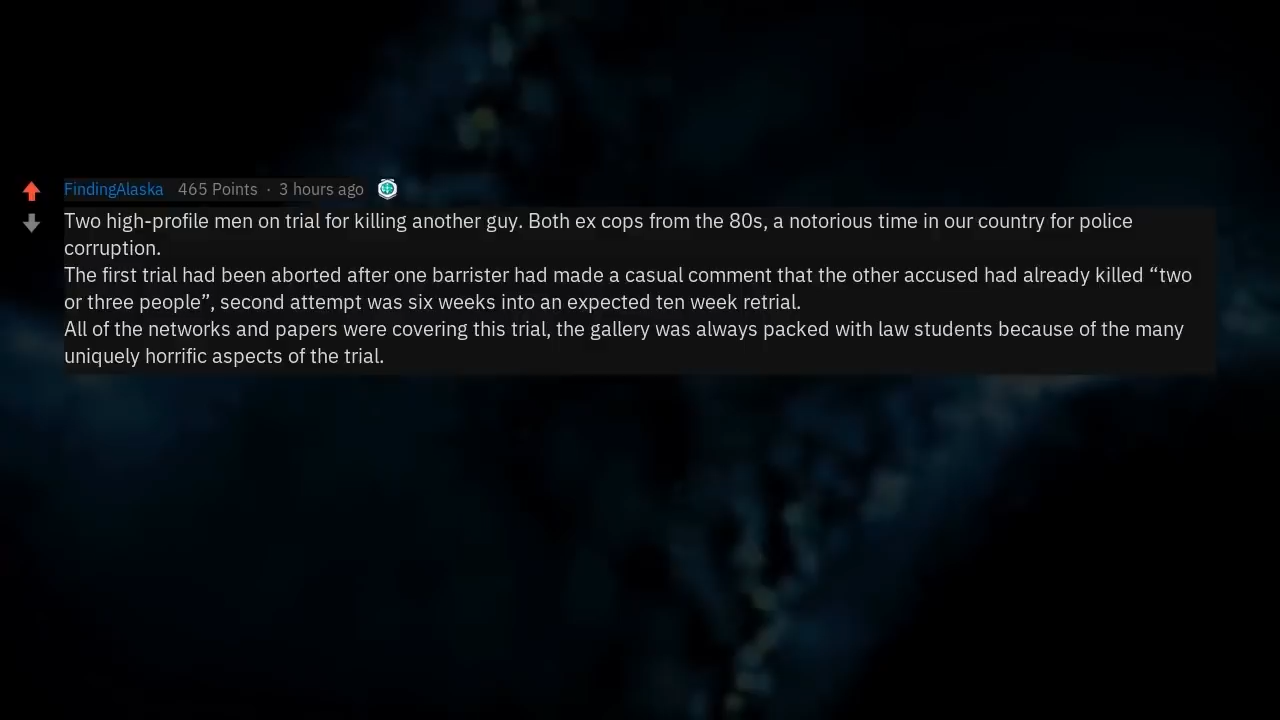 FindingAlaska 465 Points · 3 hours ago
Two high-profile men on trial for killing another guy. Both ex cops from the 80s, a notorious time in our country for police
corruption.
The first trial had been aborted after one barrister had made a casual comment that the other accused had already killed “two
or three people”, second attempt was six weeks into an expected ten week retrial.
All of the networks and papers were covering this trial, the gallery was always packed with law students because of the many
uniquely horrific aspects of the trial.